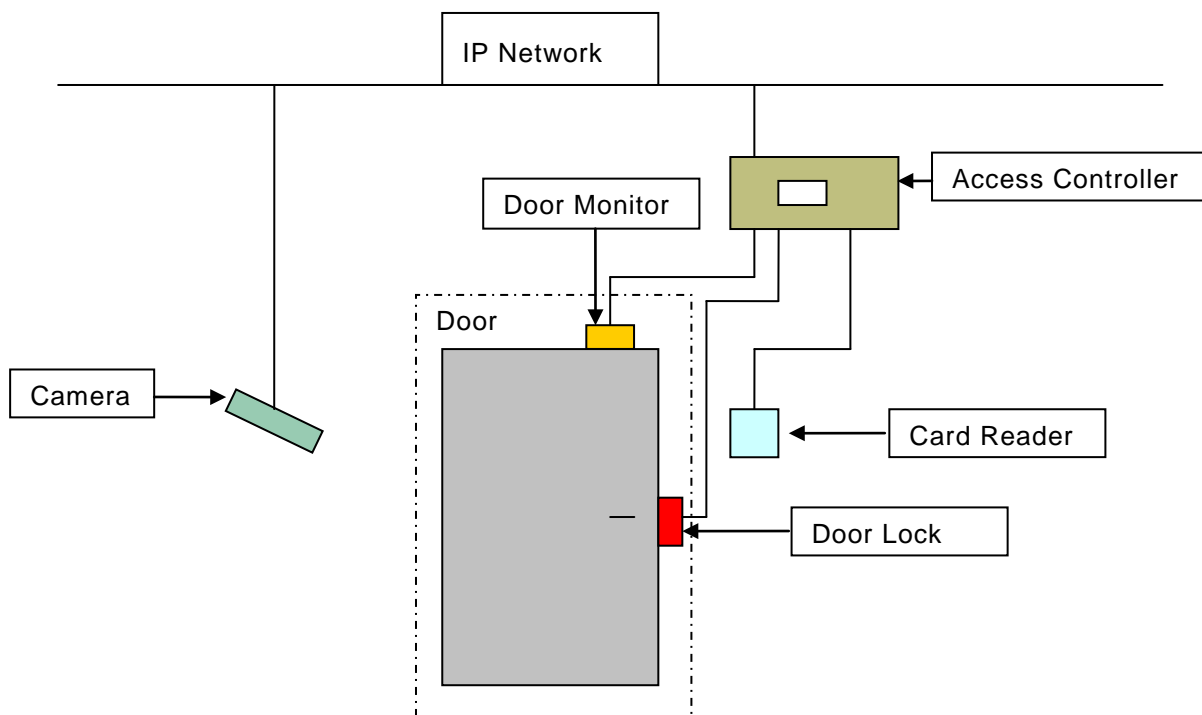 IP Network
Access Controller
Door Monitor
Door
Camera
Card Reader
Door Lock